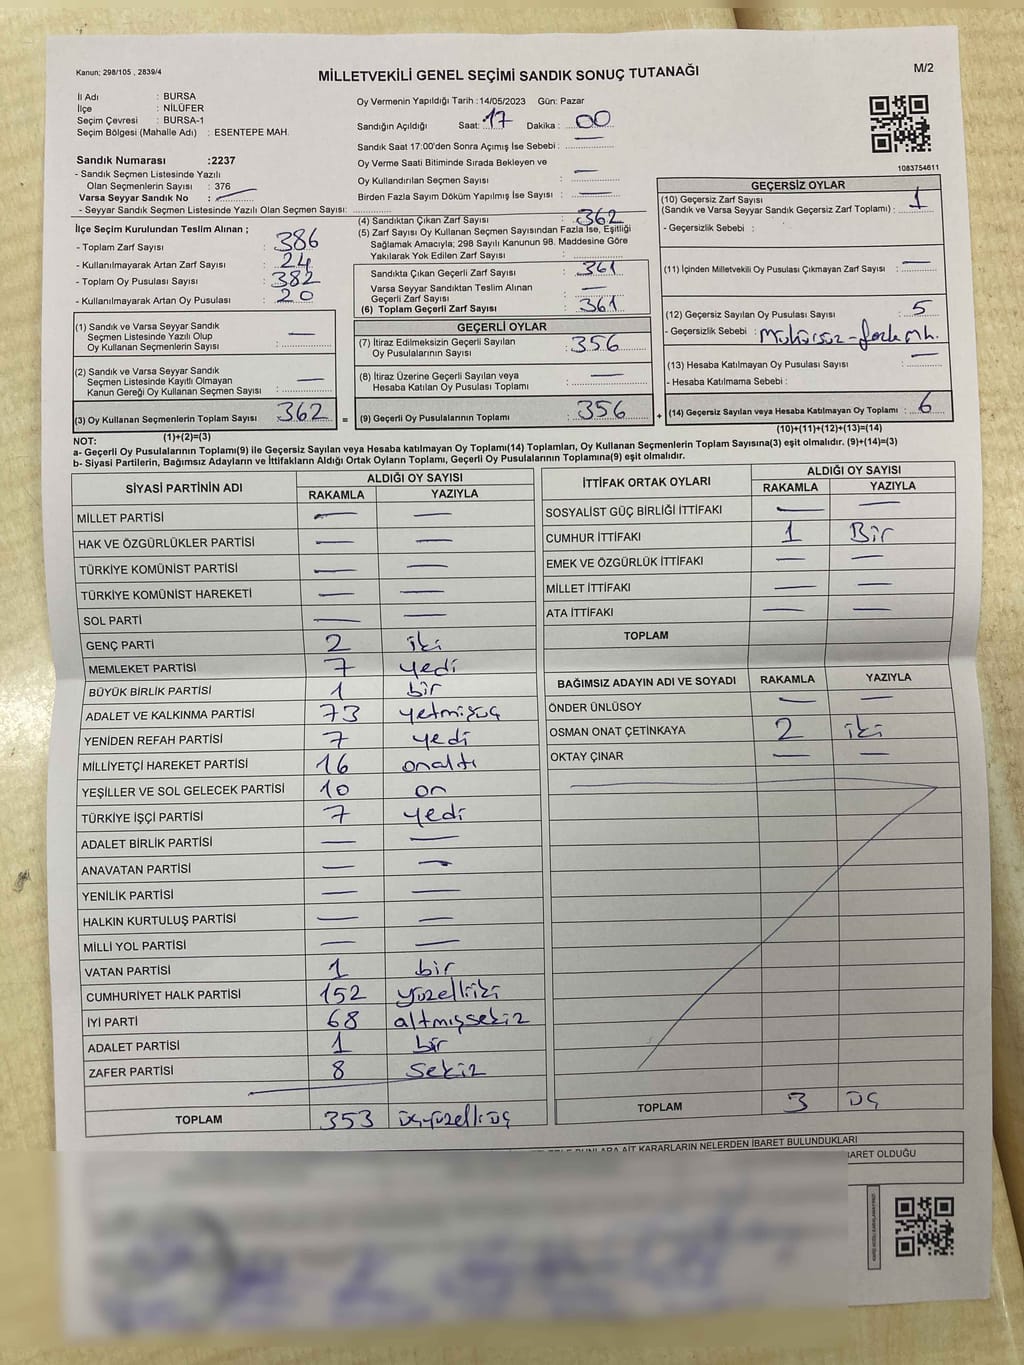 Kanun; 298/105 , 2839/4
MİLLETVEKİLİ GENEL SEÇİMİ SANDIK SONUÇ TUTANAĞI
M/2
İl Adı : BURSA
İlçe : NİLÜFER
Seçim Çevresi : BURSA-1
Seçim Bölgesi (Mahalle Adı) : ESENTEPE MAH.
Oy Vermenin Yapıldığı Tarih :14/05/2023 Gün: Pazar
Sandığın Açıldığı Saat: 17 Dakika : 00
Sandık Saat 17:00'den Sonra Açımış İse Sebebi : —
Oy Verme Saati Bitiminde Sırada Bekleyen ve
Oy Kullandırılan Seçmen Sayısı : —
Birden Fazla Sayım Döküm Yapılmış İse Sayısı : —
1083754611
Sandık Numarası :2237
- Sandık Seçmen Listesinde Yazılı
Olan Seçmenlerin Sayısı : 376
Varsa Seyyar Sandık No : —
- Seyyar Sandık Seçmen Listesinde Yazılı Olan Seçmen Sayısı:
İlçe Seçim Kurulundan Teslim Alınan ;
- Toplam Zarf Sayısı : 386
- Kullanılmayarak Artan Zarf Sayısı : 24
- Toplam Oy Pusulası Sayısı : 382
- Kullanılmayarak Artan Oy Pusulası : 20
(4) Sandıktan Çıkan Zarf Sayısı : 362
(5) Zarf Sayısı Oy Kullanan Seçmen Sayısından Fazla İse, Eşitliği
Sağlamak Amacıyla; 298 Sayılı Kanunun 98. Maddesine Göre
Yakılarak Yok Edilen Zarf Sayısı :
Sandıkta Çıkan Geçerli Zarf Sayısı : 361
Varsa Seyyar Sandıktan Teslim Alınan
Geçerli Zarf Sayısı : —
(6) Toplam Geçerli Zarf Sayısı : 361
GEÇERSİZ OYLAR
(10) Geçersiz Zarf Sayısı
(Sandık ve Varsa Seyyar Sandık Geçersiz Zarf Toplamı) : 1
- Geçersizlik Sebebi :
(11) İçinden Milletvekili Oy Pusulası Çıkmayan Zarf Sayısı : —
(12) Geçersiz Sayılan Oy Pusulası Sayısı : 5
- Geçersizlik Sebebi : Mühürsüz - fazla Mh.
(13) Hesaba Katılmayan Oy Pusulası Sayısı : —
- Hesaba Katılmama Sebebi :
(14) Geçersiz Sayılan veya Hesaba Katılmayan Oy Toplamı : 6
(10)+(11)+(12)+(13)=(14)
(1) Sandık ve Varsa Seyyar Sandık
Seçmen Listesinde Yazılı Olup
Oy Kullanan Seçmenlerin Sayısı : —
(2) Sandık ve Varsa Seyyar Sandık
Seçmen Listesinde Kayıtlı Olmayan
Kanun Gereği Oy Kullanan Seçmen Sayısı : —
(3) Oy Kullanan Seçmenlerin Toplam Sayısı : 362 =
(1)+(2)=(3)
GEÇERLİ OYLAR
(7) İtiraz Edilmeksizin Geçerli Sayılan
Oy Pusulalarının Sayısı : 356
(8) İtiraz Üzerine Geçerli Sayılan veya
Hesaba Katılan Oy Pusulası Toplamı : —
(9) Geçerli Oy Pusulalarının Toplamı : 356 +
NOT:
a- Geçerli Oy Pusulalarının Toplamı(9) ile Geçersiz Sayılan veya Hesaba katılmayan Oy Toplamı(14) Toplamları, Oy Kullanan Seçmenlerin Toplam Sayısına(3) eşit olmalıdır. (9)+(14)=(3)
b- Siyasi Partilerin, Bağımsız Adayların ve İttifakların Aldığı Ortak Oyların Toplamı, Geçerli Oy Pusulalarının Toplamına(9) eşit olmalıdır.
SİYASİ PARTİNİN ADI ALDIĞI OY SAYISI
RAKAMLA YAZIYLA
MİLLET PARTİSİ — —
HAK VE ÖZGÜRLÜKLER PARTİSİ — —
TÜRKİYE KOMÜNİST PARTİSİ — —
TÜRKİYE KOMÜNİST HAREKETİ — —
SOL PARTİ — —
GENÇ PARTİ 2 iki
MEMLEKET PARTİSİ 7 yedi
BÜYÜK BİRLİK PARTİSİ 1 bir
ADALET VE KALKINMA PARTİSİ 73 yetmişüç
YENİDEN REFAH PARTİSİ 7 yedi
MİLLİYETÇİ HAREKET PARTİSİ 16 onaltı
YEŞİLLER VE SOL GELECEK PARTİSİ 10 on
TÜRKİYE İŞÇİ PARTİSİ 7 yedi
ADALET BİRLİK PARTİSİ — —
ANAVATAN PARTİSİ — —
YENİLİK PARTİSİ — —
HALKIN KURTULUŞ PARTİSİ — —
MİLLİ YOL PARTİSİ — —
VATAN PARTİSİ 1 bir
CUMHURİYET HALK PARTİSİ 152 yüzelliiki
İYİ PARTİ 68 altmışsekiz
ADALET PARTİSİ 1 bir
ZAFER PARTİSİ 8 sekiz
TOPLAM 353 üçyüzelliüç
İTTİFAK ORTAK OYLARI ALDIĞI OY SAYISI
RAKAMLA YAZIYLA
SOSYALİST GÜÇ BİRLİĞİ İTTİFAKI — —
CUMHUR İTTİFAKI 1 Bir
EMEK VE ÖZGÜRLÜK İTTİFAKI — —
MİLLET İTTİFAKI — —
ATA İTTİFAKI — —
TOPLAM
BAĞIMSIZ ADAYIN ADI VE SOYADI RAKAMLA YAZIYLA
ÖNDER ÜNLÜSOY — —
OSMAN ONAT ÇETİNKAYA 2 iki
OKTAY ÇINAR — —
TOPLAM 3 üç
BUNLARA AİT KARARLARIN NELERDEN İBARET BULUNDUKLARI
İBARET OLDUĞU